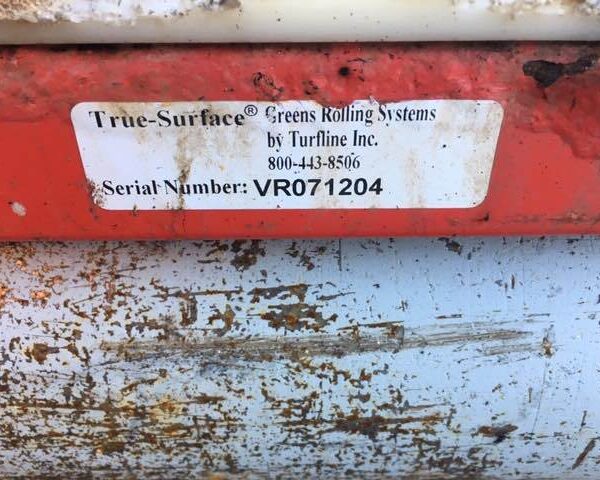 True-Surface® Greens Rolling Systems
by Turfline Inc.
800-443-8506
Serial Number: VR071204